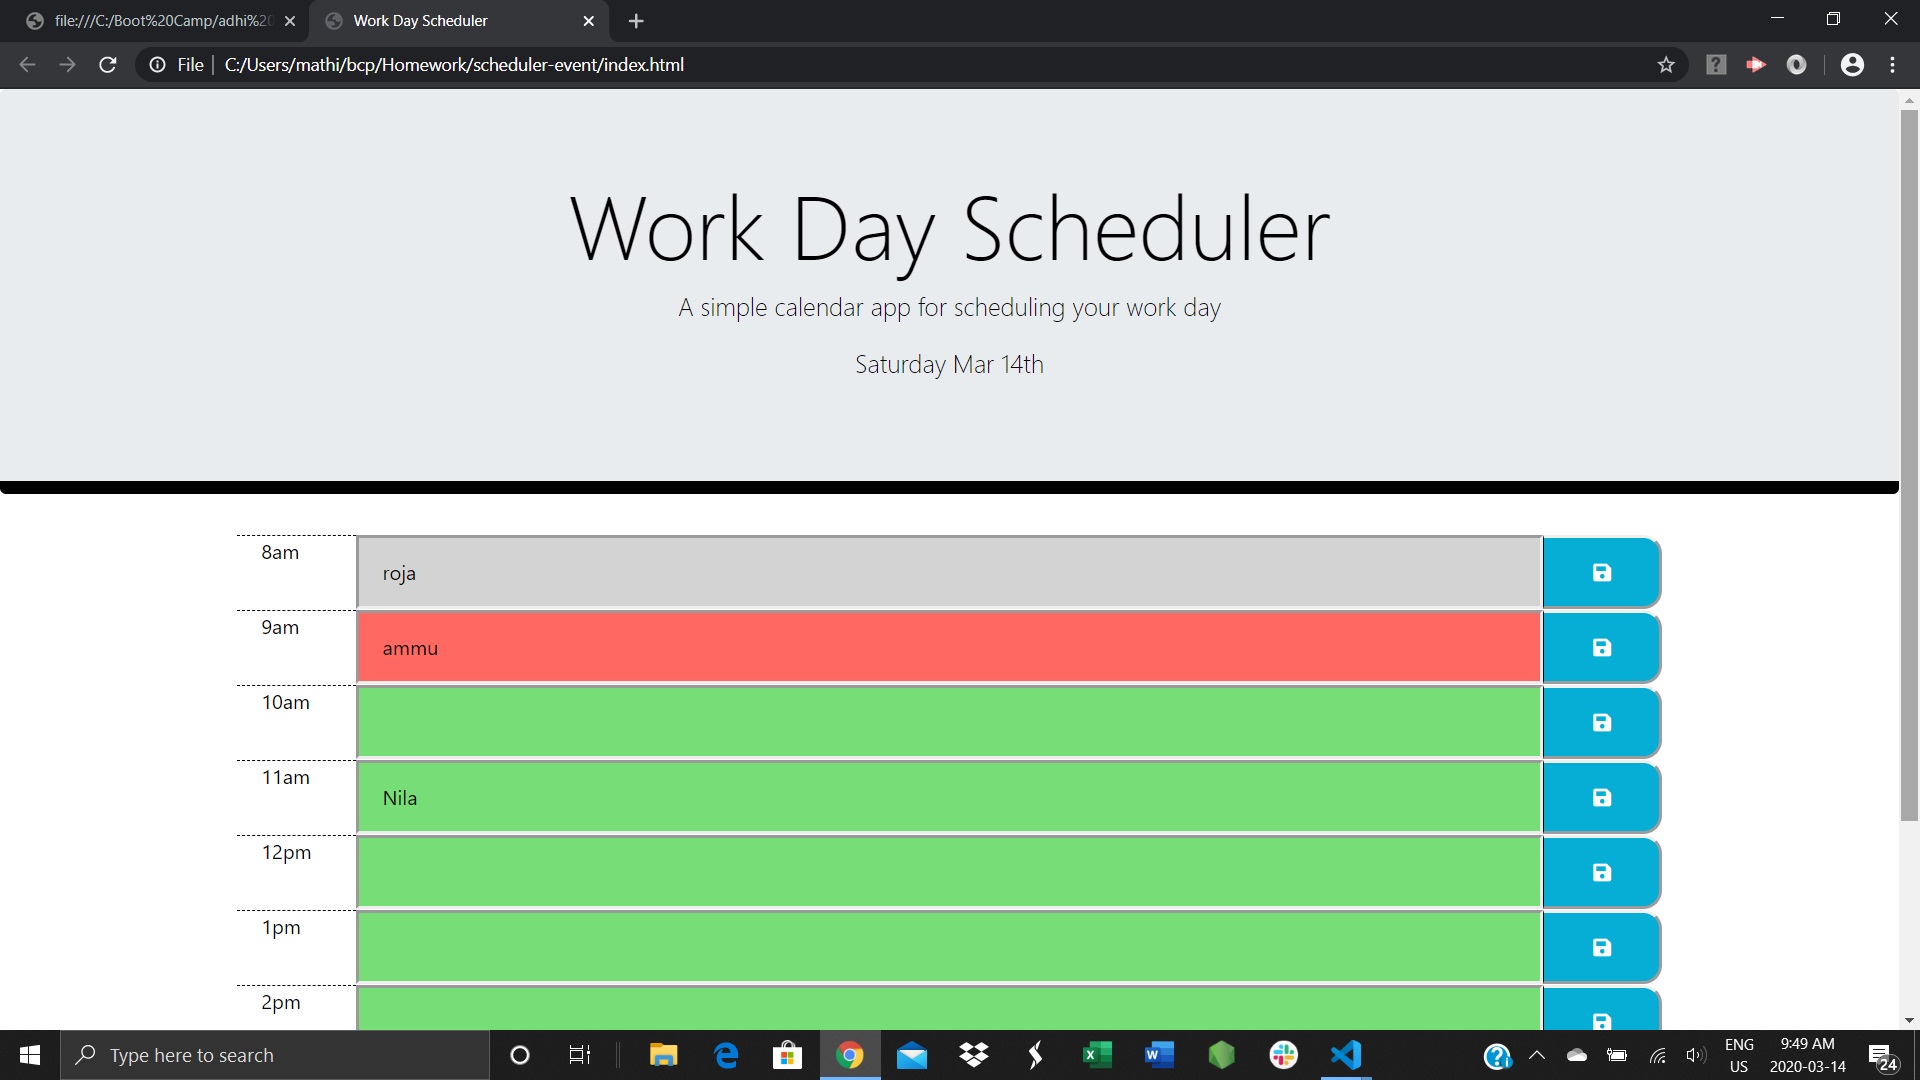 file:///C:/Boot%20Camp/adhi%20
Work Day Scheduler
File
C:/Users/mathi/bcp/Homework/scheduler-event/index.html
Work Day Scheduler
A simple calendar app for scheduling your work day
Saturday Mar 14th
8am
roja
9am
ammu
10am
11am
Nila
12pm
1pm
2pm
Type here to search
ENG
US
9:49 AM
2020-03-14
24